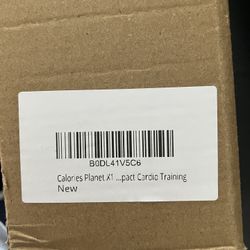 B0DL41V5C6
Calories Planet X1 ...pact Cardio Training
New